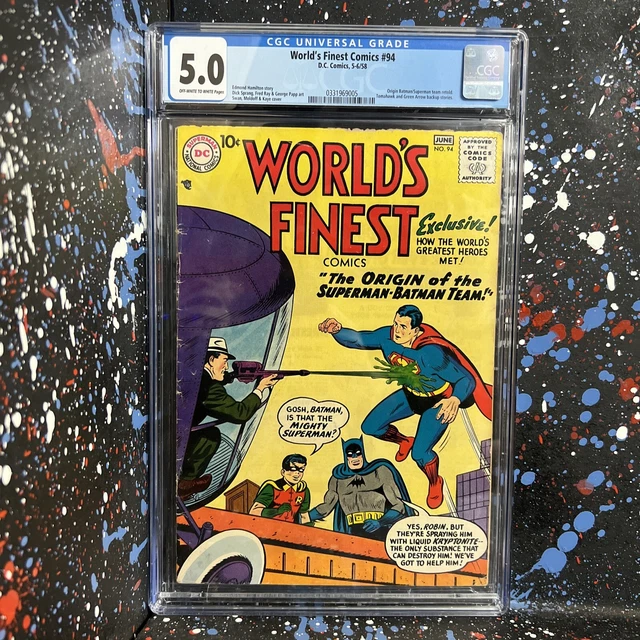 CGC UNIVERSAL GRADE
5.0
OFF-WHITE TO WHITE Pages
World's Finest Comics #94
D.C. Comics, 5-6/58
Edmond Hamilton story
Dick Sprang, Fred Ray & George Papp art
Swan, Moldoff & Kaye cover
0331969005
Origin Batman/Superman team retold.
Tomahawk and Green Arrow backup stories.
CGC
SUPERMAN
DC
NATIONAL COMICS
10¢
JUNE
NO. 94
APPROVED
BY THE
COMICS
CODE
AUTHORITY
WORLD'S
FINEST
COMICS
Exclusive!
HOW THE WORLD'S
GREATEST HEROES
MET!
"The ORIGIN of the
SUPERMAN-BATMAN TEAM!"
S
GOSH, BATMAN,
IS THAT THE
MIGHTY
SUPERMAN?
R
YES, ROBIN, BUT
THEY'RE SPRAYING HIM
WITH LIQUID KRYPTONITE--
THE ONLY SUBSTANCE THAT
CAN DESTROY HIM! WE'VE
GOT TO HELP HIM!